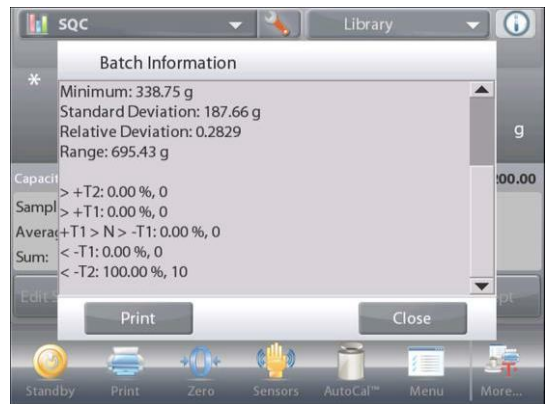 SQC
Library
Batch Information
*
Minimum: 338.75 g
Standard Deviation: 187.66 g
Relative Deviation: 0.2829
Range: 695.43 g
g
> +T2: 0.00 %, 0
> +T1: 0.00 %, 0
+T1 > N > -T1: 0.00 %, 0
< -T1: 0.00 %, 0
< -T2: 100.00 %, 10
Capacit
00.00
Sampl
Averag
Sum:
Edit S
pt
Print
Close
Standby
Print
Zero
Sensors
AutoCal™
Menu
More...